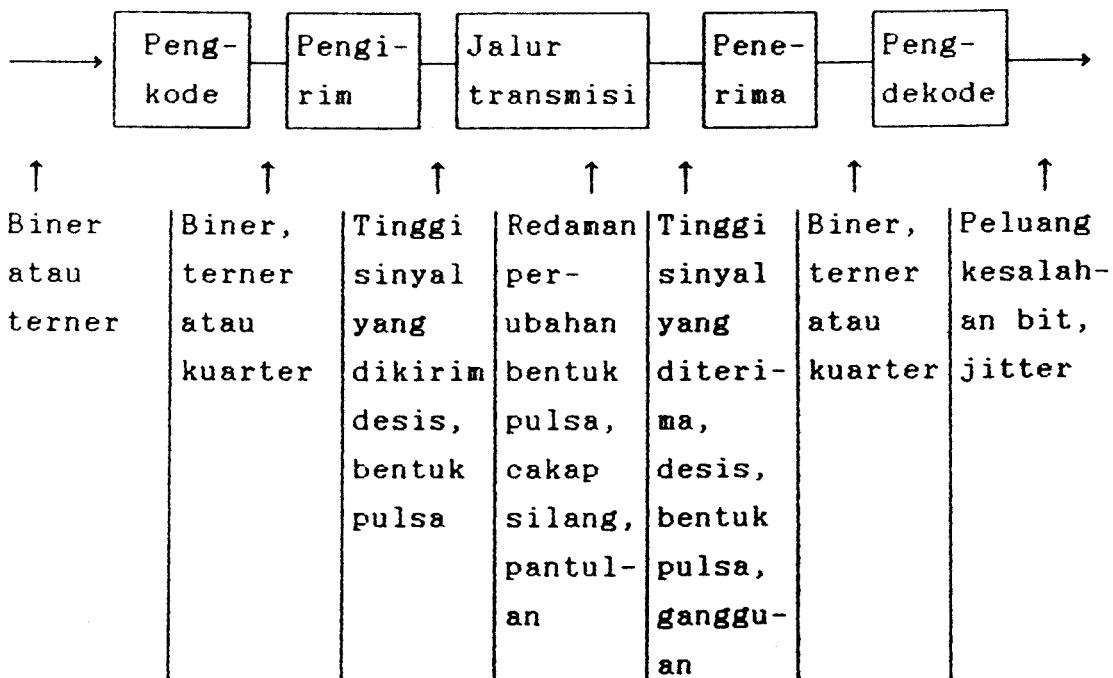 Peng-
kode
Pengi-
rim
Jalur
transmisi
Pene-
rima
Peng-
dekode
Biner
atau
terner
Biner,
terner
atau
kuarter
Tinggi
sinyal
yang
dikirim
desis,
bentuk
pulsa
Redaman
per-
ubahan
bentuk
pulsa,
cakap
silang,
pantul-
an
Tinggi
sinyal
yang
diteri-
ma,
desis,
bentuk
pulsa,
ganggu-
an
Biner,
terner
atau
kuarter
Peluang
kesalah-
an bit,
jitter